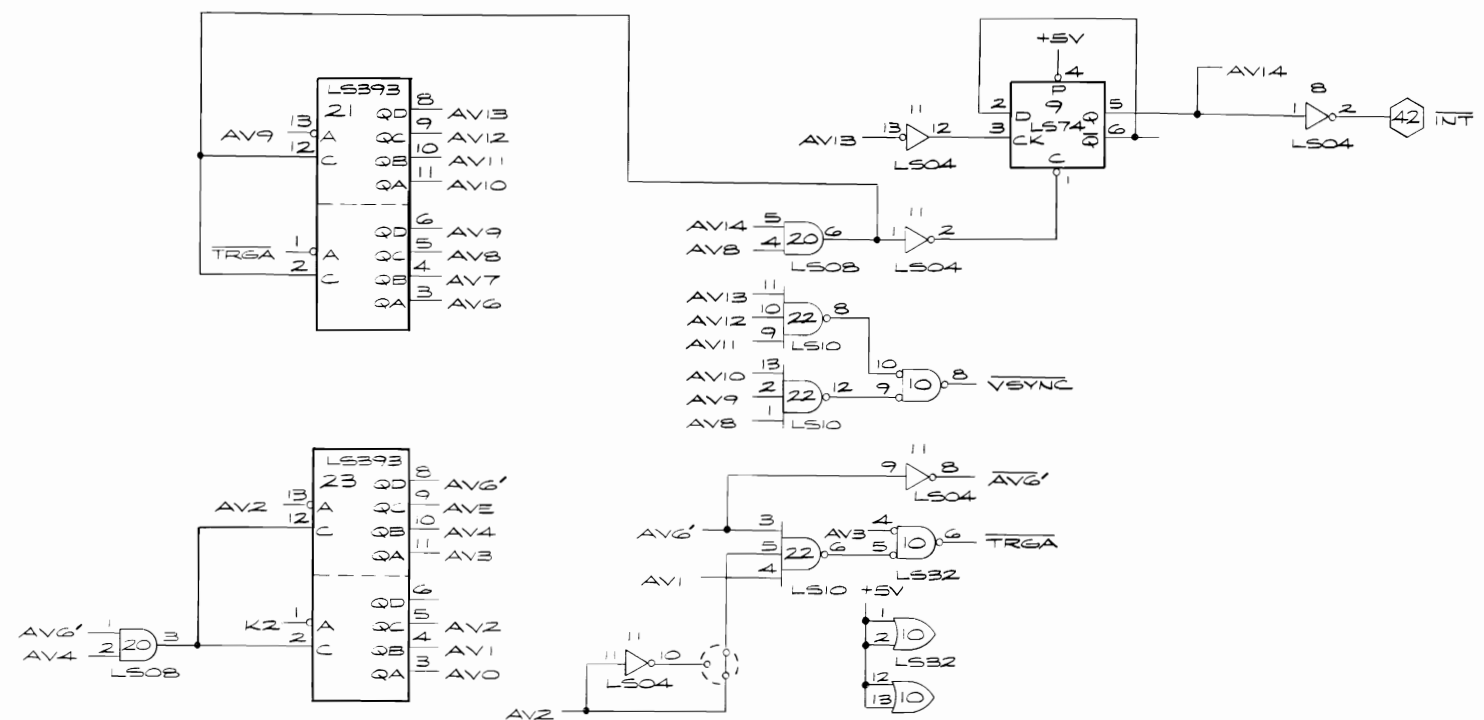 LS393
21
AV9 13 A
12 C
QD 8 AV13
QC 9 AV12
QB 10 AV11
QA 11 AV10
TRGA 1 A
2 C
QD 6 AV9
QC 5 AV8
QB 4 AV7
QA 3 AV6
+5V
4
P
2 D 9 Q 5
3 CK LS74 Q 6
C
1
AV13 13 11 12
LS04
AV14
8
1 2
LS04
42 INT
AV14 5
AV8 4
20 6
LS08
11
1 2
LS04
AV13 11
AV12 10
AV11 9
22 8
LS10
AV10 13
AV9 2
AV8 1
22 12
LS10
10
9
10 8 VSYNC
LS393
23
AV2 13 A
12 C
QD 8 AV6'
QC 9 AVE
QB 10 AV4
QA 11 AV3
K2 1 A
2 C
QD 6
QC 5 AV2
QB 4 AV1
QA 3 AV0
AV6' 1
AV4 2
20 3
LS08
11
9 8 AV6'
LS04
AV6' 3
5
AV1 4
22 6
LS10
AV3 4
5
10 6 TRGA
LS32
+5V
1
2
10
LS32
12
13
10
11
11 10
LS04
AV2